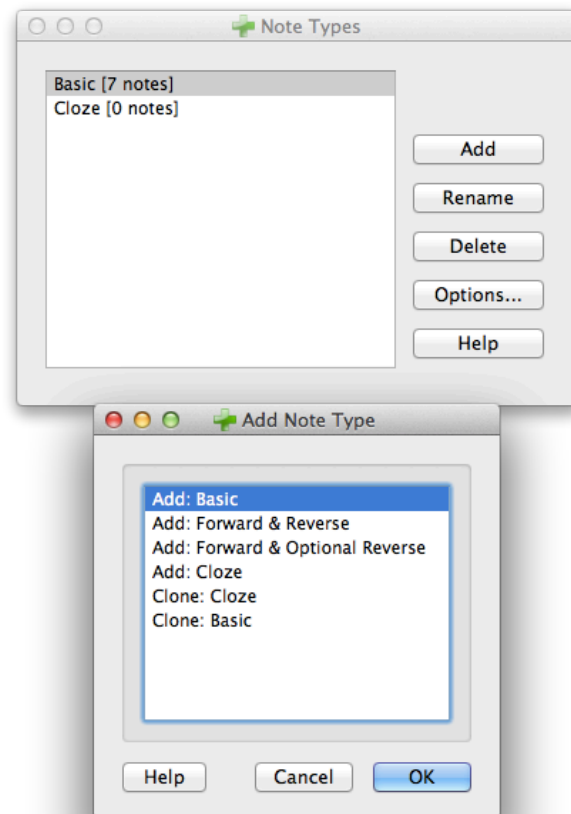 Note Types
Basic [7 notes]
Cloze [0 notes]
Add
Rename
Delete
Options...
Help
Add Note Type
Add: Basic
Add: Forward & Reverse
Add: Forward & Optional Reverse
Add: Cloze
Clone: Cloze
Clone: Basic
Help
Cancel
OK